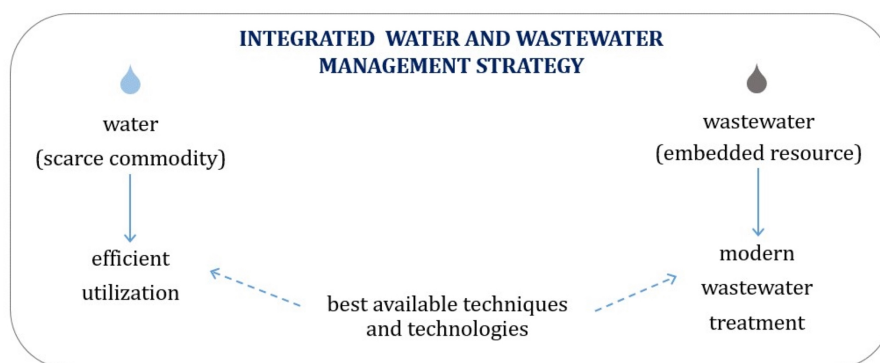 INTEGRATED WATER AND WASTEWATER
MANAGEMENT STRATEGY
water
(scarce commodity)
wastewater
(embedded resource)
efficient
utilization
best available techniques
and technologies
modern
wastewater
treatment